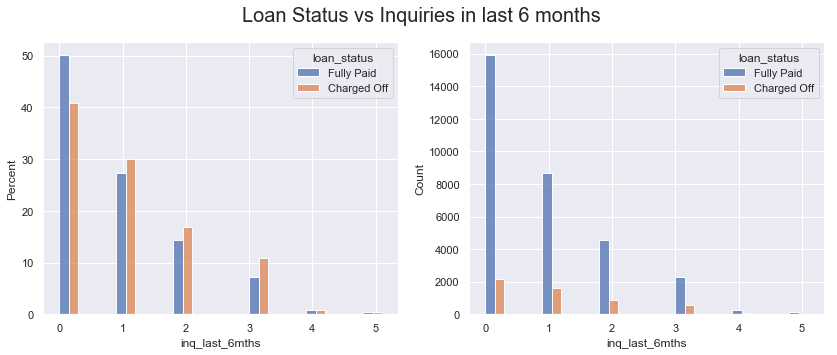 Loan Status vs Inquiries in last 6 months
50
40
30
20
10
0
Percent
0 1 2 3 4 5
inq_last_6mths
loan_status
Fully Paid
Charged Off
16000
14000
12000
10000
8000
6000
4000
2000
0
Count
0 1 2 3 4 5
inq_last_6mths
loan_status
Fully Paid
Charged Off